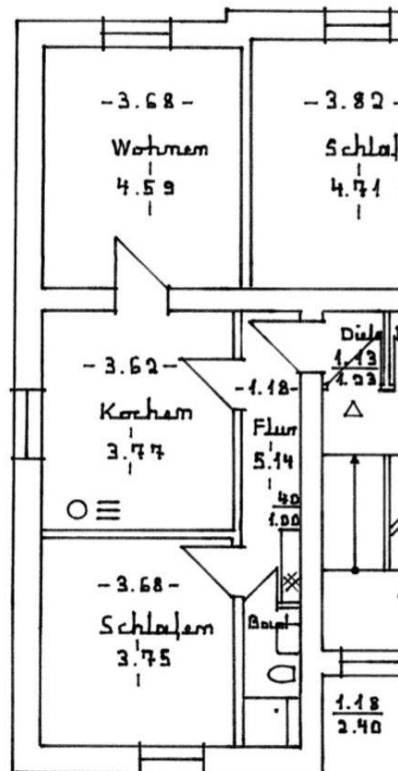 -3.68-
Wohnen
4.59
-3.82-
Schlaf
4.71
-3.62-
Kochen
3.77
-1.18-
Flur
5.14
40
1.00
Diele
1.13
1.23
-3.68-
Schlafen
3.75
Bad
1.18
2.40